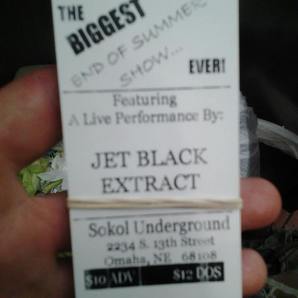 THE
BIGGEST
END OF SUMMER
SHOW...
EVER!
Featuring
A Live Performance By:
JET BLACK
EXTRACT
Sokol Underground
2234 S. 13th Street
Omaha, NE 68108
$10 ADV $12 DOS